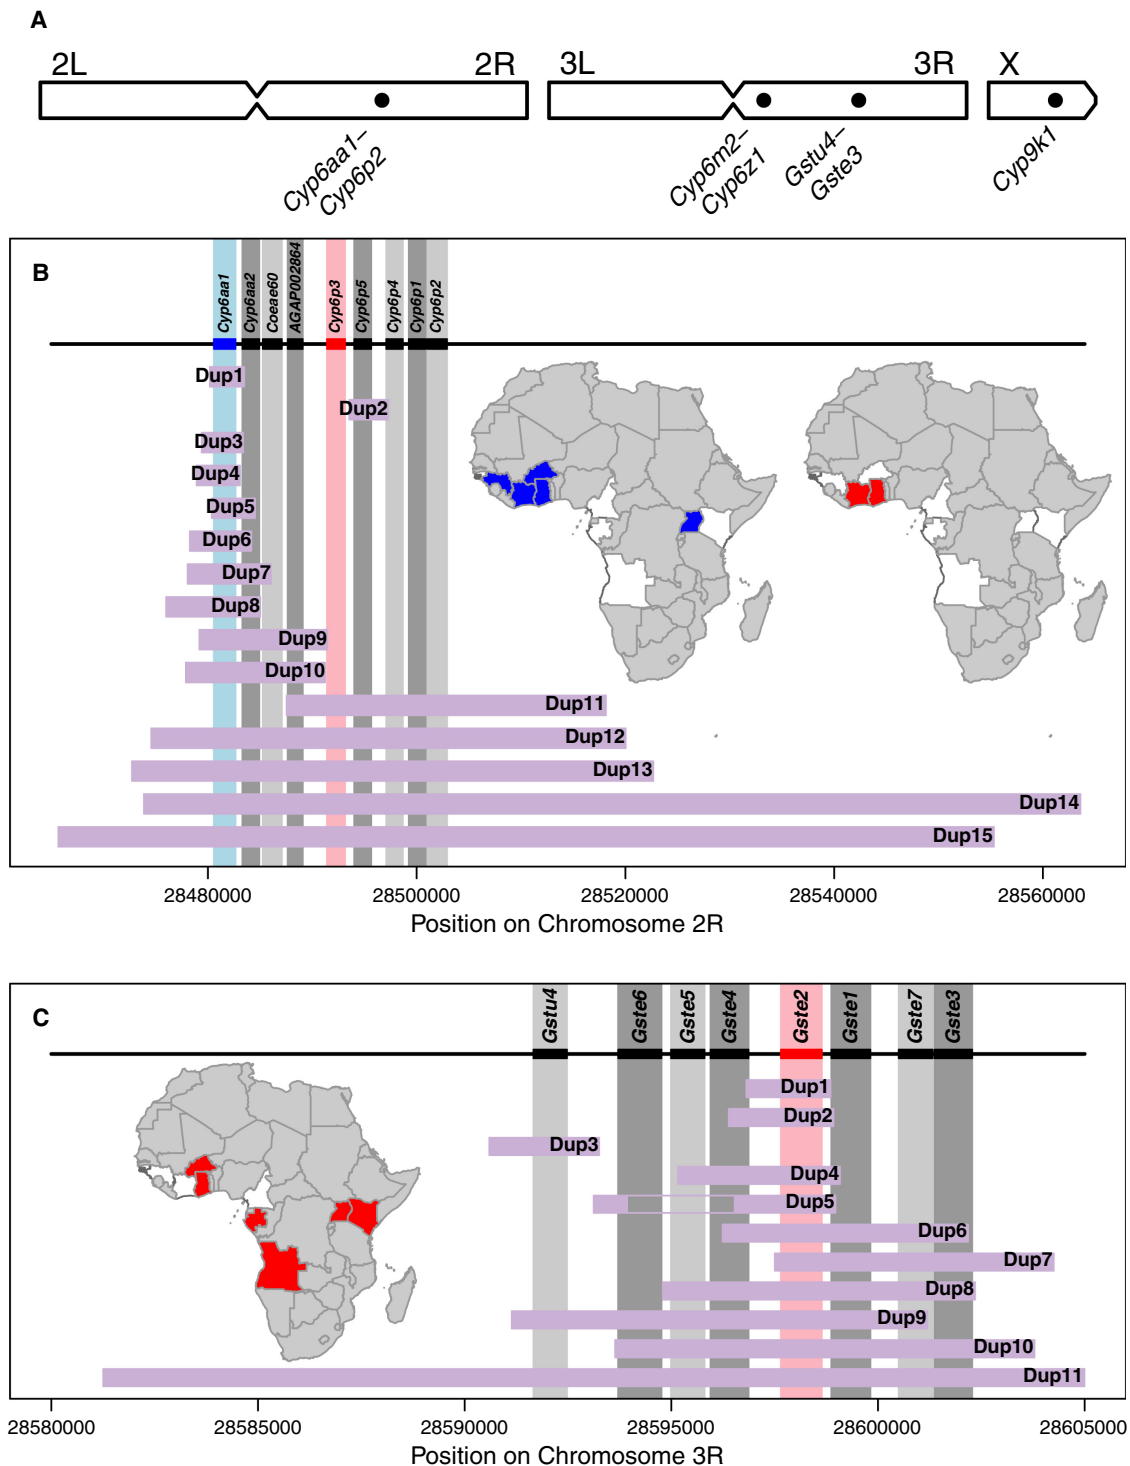 A
2L 2R 3L 3R X
Cyp6aa1–
Cyp6p2
Cyp6m2–
Cyp6z1
Gstu4–
Gste3
Cyp9k1
B
Cyp6aa1
Cyp6aa2
Coeae60
AGAP002864
Cyp6p3
Cyp6p5
Cyp6p4
Cyp6p1
Cyp6p2
Dup1
Dup2
Dup3
Dup4
Dup5
Dup6
Dup7
Dup8
Dup9
Dup10
Dup11
Dup12
Dup13
Dup14
Dup15
28480000 28500000 28520000 28540000 28560000
Position on Chromosome 2R
C
Gstu4
Gste6
Gste5
Gste4
Gste2
Gste1
Gste7
Gste3
Dup1
Dup2
Dup3
Dup4
Dup5
Dup6
Dup7
Dup8
Dup9
Dup10
Dup11
28580000 28585000 28590000 28595000 28600000 28605000
Position on Chromosome 3R